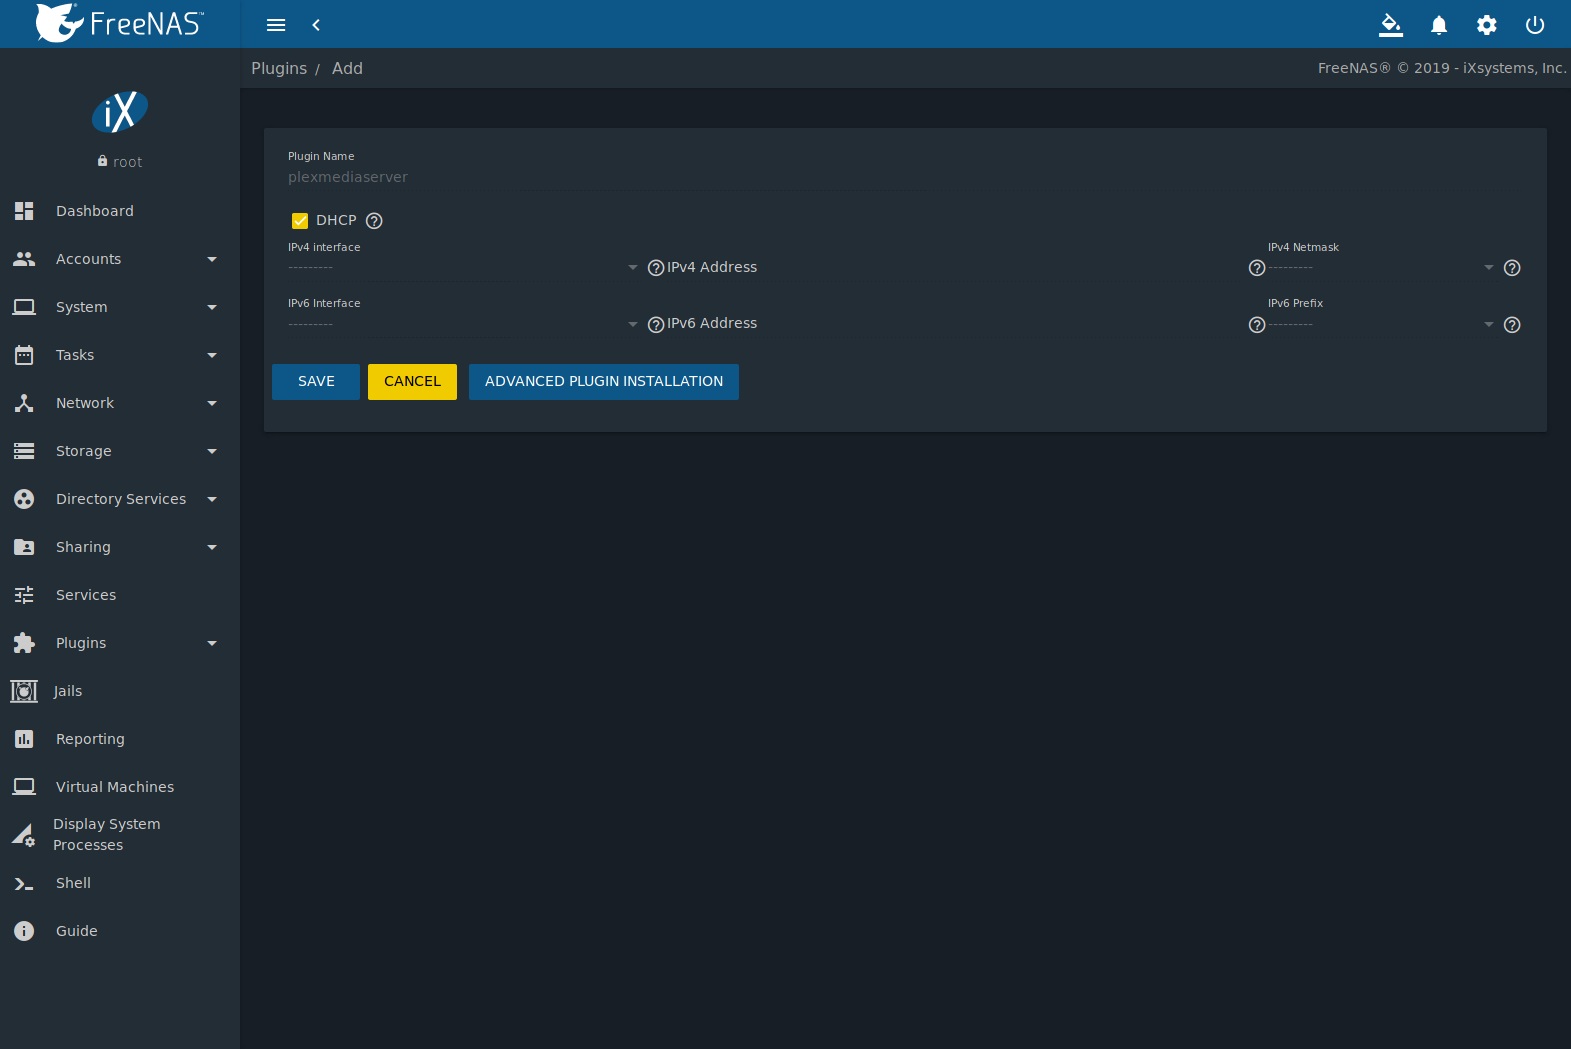 FreeNAS™
Plugins / Add
FreeNAS® © 2019 - iXsystems, Inc.
iX
root
Dashboard
Accounts
System
Tasks
Network
Storage
Directory Services
Sharing
Services
Plugins
Jails
Reporting
Virtual Machines
Display System
Processes
Shell
Guide
Plugin Name
plexmediaserver
DHCP
IPv4 interface
---------
IPv4 Address
IPv4 Netmask
---------
IPv6 Interface
---------
IPv6 Address
IPv6 Prefix
---------
SAVE CANCEL ADVANCED PLUGIN INSTALLATION